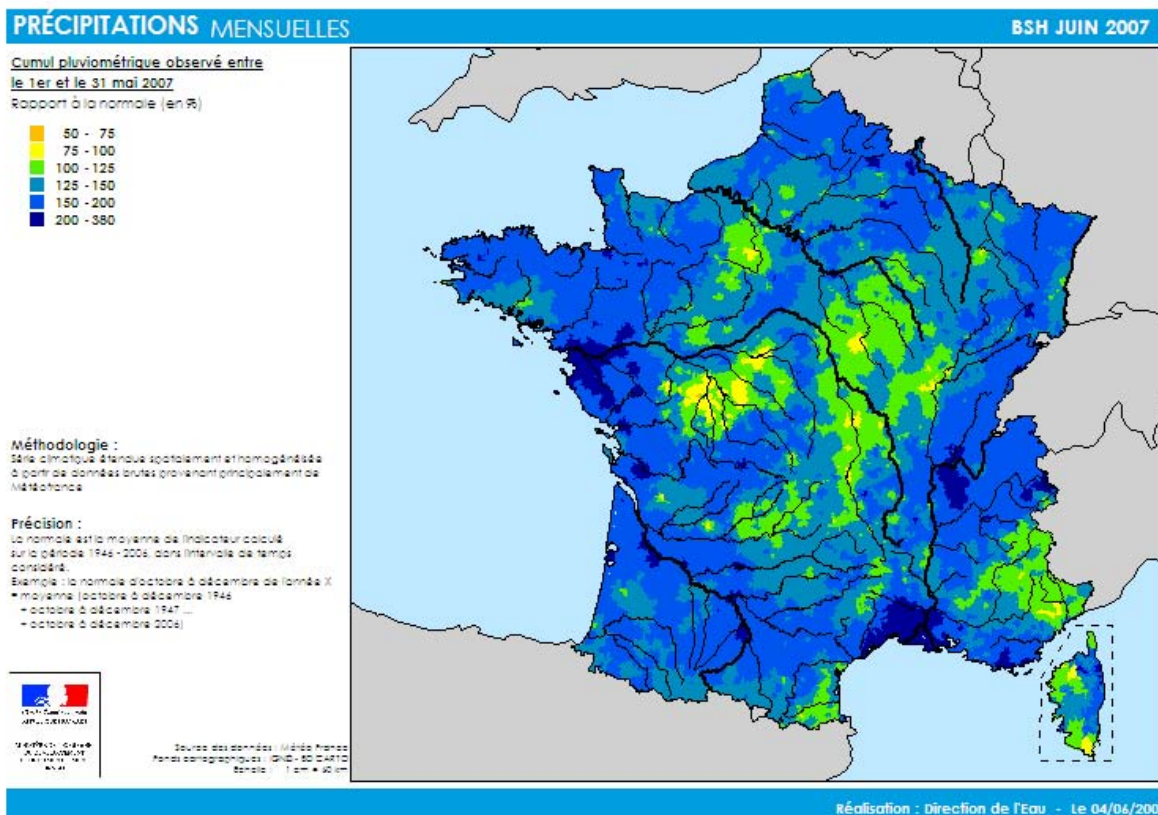 PRÉCIPITATIONS MENSUELLES
BSH JUIN 2007
Cumul pluviométrique observé entre
le 1er et le 31 mai 2007
Rapport à la normale (en %)
50 - 75
75 - 100
100 - 125
125 - 150
150 - 200
200 - 380
Méthodologie :
Série climatique étendue spatialement et homogénéisée
à partir de données brutes provenant principalement de
Météofrance
Précision :
La normale est la moyenne de l'indicateur calculé
sur la période 1946 - 2006, dans l'intervalle de temps
considéré.
Exemple : la normale d'octobre à décembre de l'année X
= moyenne (octobre à décembre 1946
+ octobre à décembre 1947 ...
+ octobre à décembre 2006)
Source des données : Météo France
Fonds cartographiques : IGN© - BD CARTO
Echelle : 1 cm = 60 km
Réalisation : Direction de l'Eau - Le 04/06/200